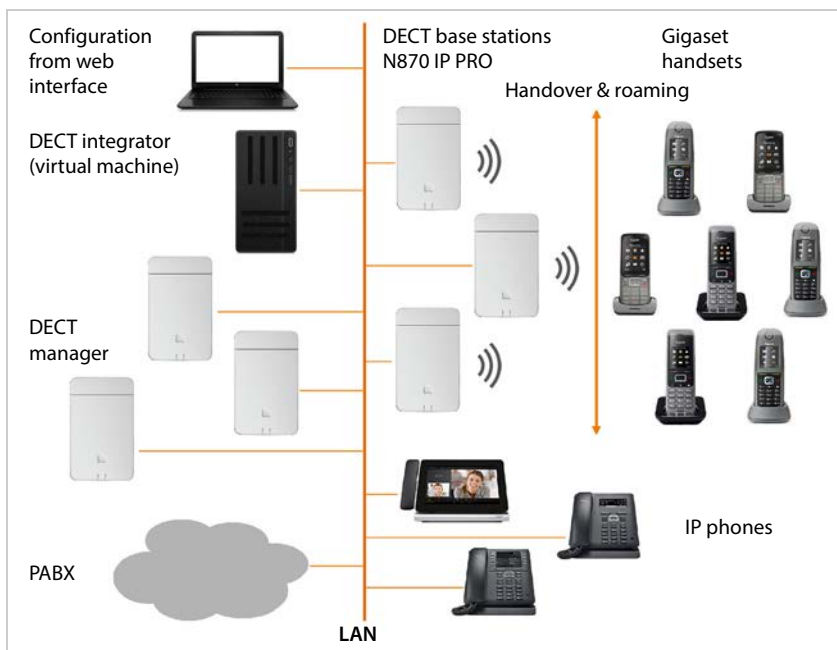 Configuration
from web
interface
DECT base stations
N870 IP PRO
Gigaset
handsets
Handover & roaming
DECT integrator
(virtual machine)
DECT
manager
IP phones
PABX
LAN